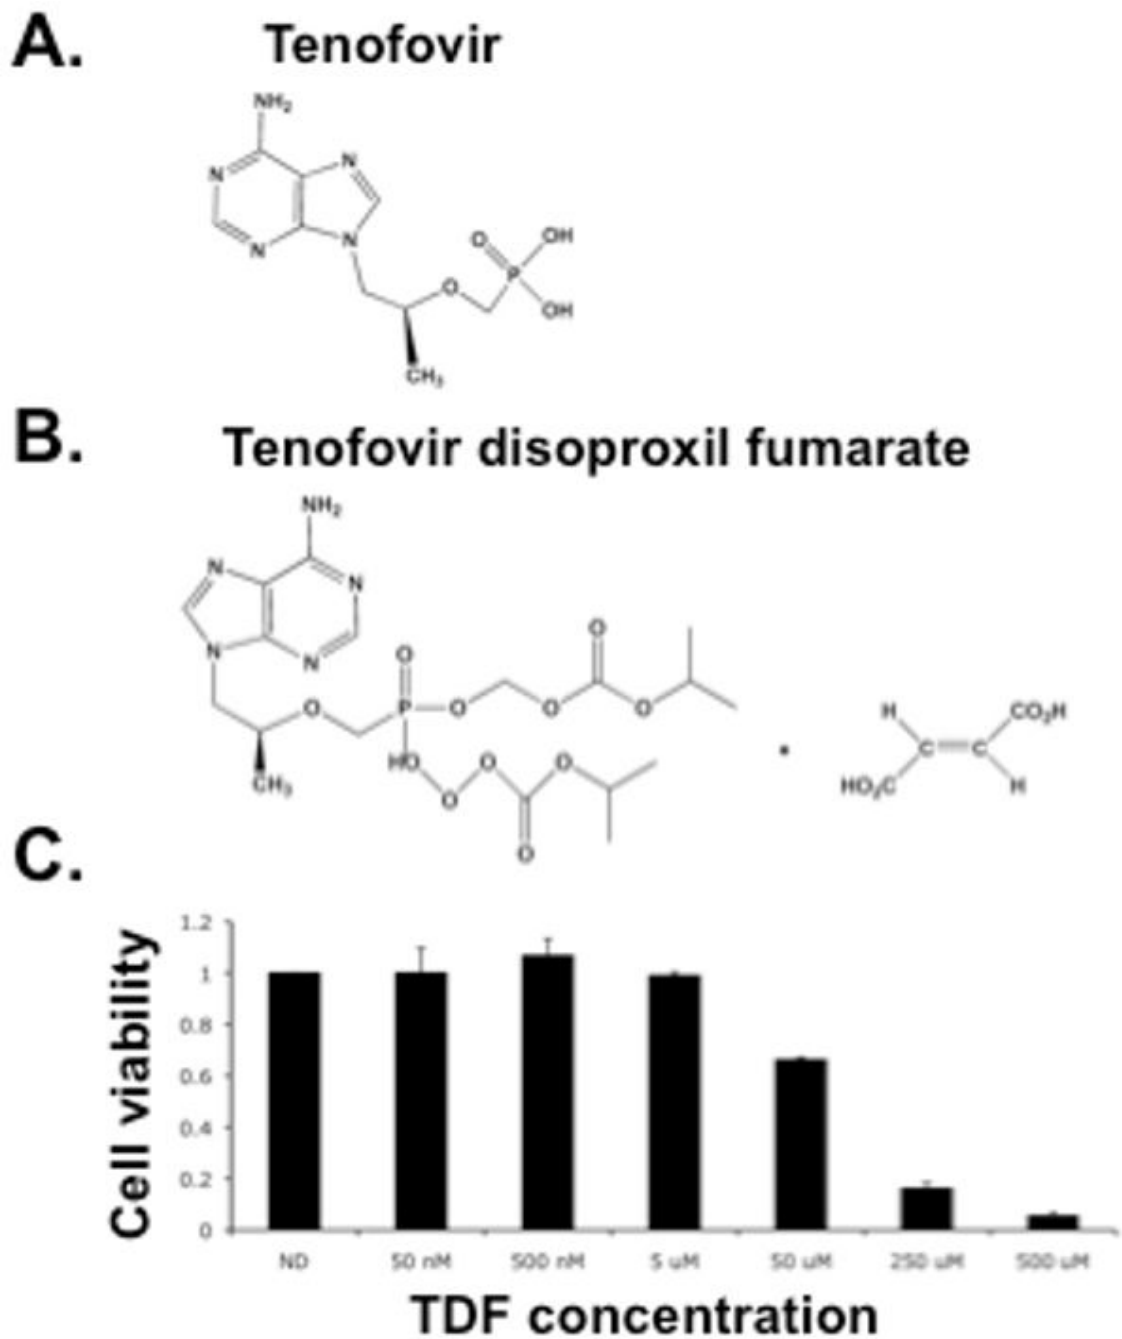 A. Tenofovir
NH2
N N
N N
O OH
P
O OH
CH3
B. Tenofovir disoproxil fumarate
NH2
N N
N N
O O
O P O O O
H CO2H
C C
HO2C H
HO O O
CH3
O
O
C.
Cell viability
1.2
1
0.8
0.6
0.4
0.2
0
ND 50 nM 500 nM 5 uM 50 uM 250 uM 500 uM
TDF concentration